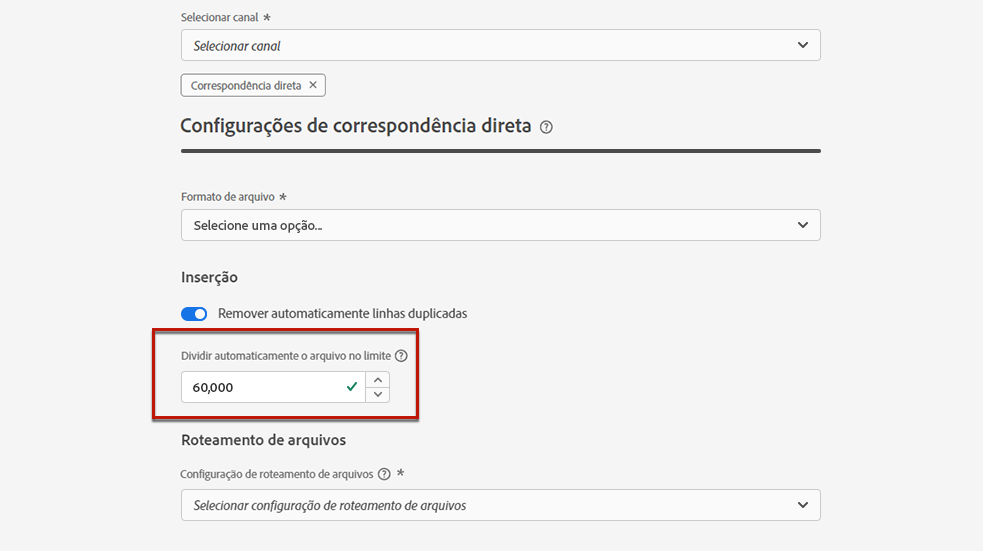 Selecionar canal *
Selecionar canal
Correspondência direta ×
Configurações de correspondência direta ?
Formato de arquivo *
Selecione uma opção...
Inserção
Remover automaticamente linhas duplicadas
Dividir automaticamente o arquivo no limite ?
60,000
Roteamento de arquivos
Configuração de roteamento de arquivos ? *
Selecionar configuração de roteamento de arquivos